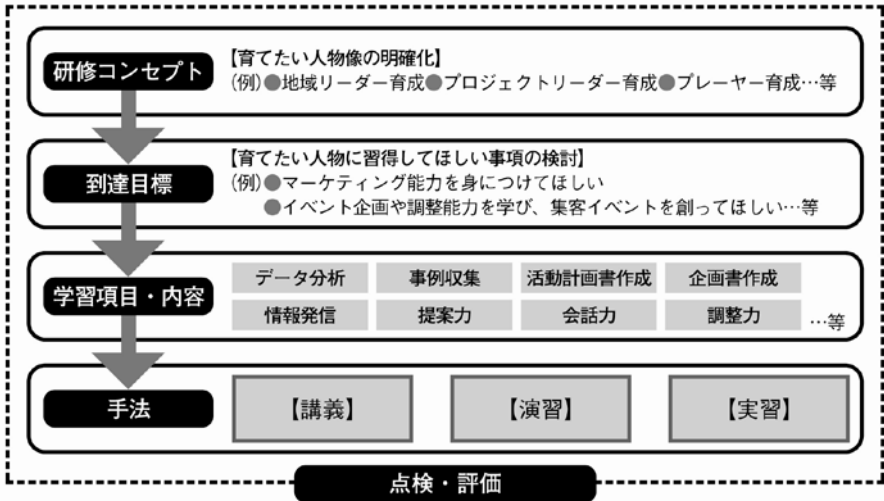 研修コンセプト
【育てたい人物像の明確化】
(例)●地域リーダー育成●プロジェクトリーダー育成●プレーヤー育成…等
到達目標
【育てたい人物に習得してほしい事項の検討】
(例)●マーケティング能力を身につけてほしい
●イベント企画や調整能力を学び、集客イベントを創ってほしい…等
学習項目・内容
データ分析 事例収集 活動計画書作成 企画書作成
情報発信 提案力 会話力 調整力 …等
手法
【講義】 【演習】 【実習】
点検・評価